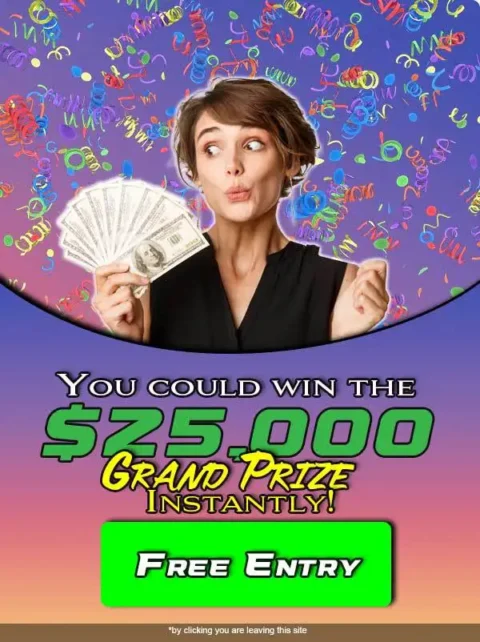 You could win the
$25,000
Grand Prize
Instantly!
Free Entry
*by clicking you are leaving this site